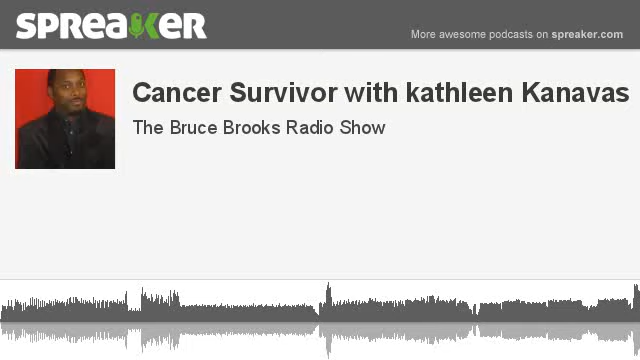 SPREAKER
More awesome podcasts on spreaker.com
Cancer Survivor with kathleen Kanavas
The Bruce Brooks Radio Show